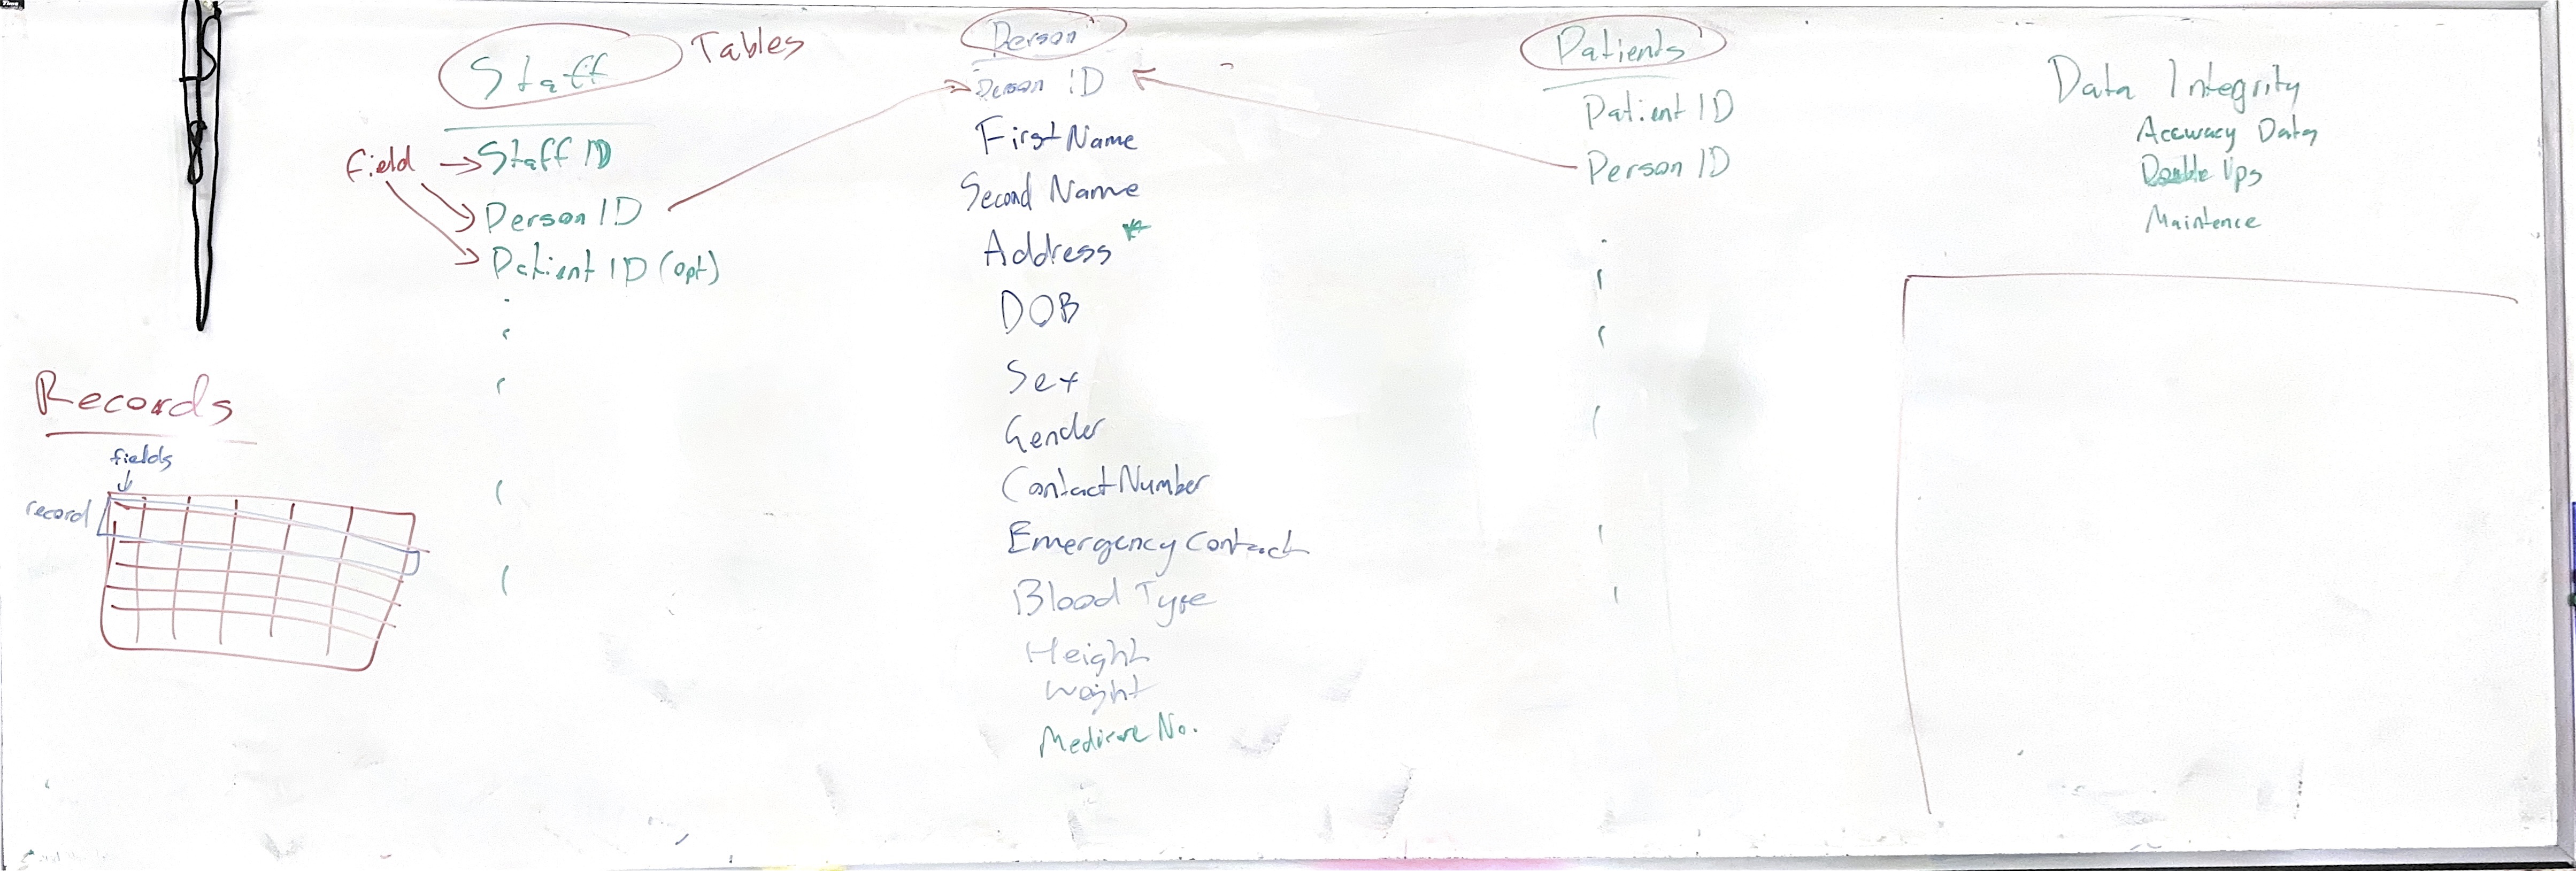 Staff
Tables
field
Staff ID
Person ID
Patient ID (opt)
Records
fields
record
Person
Person ID
First Name
Second Name
Address *
DOB
Sex
Gender
Contact Number
Emergency Contact
Blood Type
Height
Weight
Medicare No.
Patients
Patient ID
Person ID
Data Integrity
Accuracy Data
Double Ups
Maintence